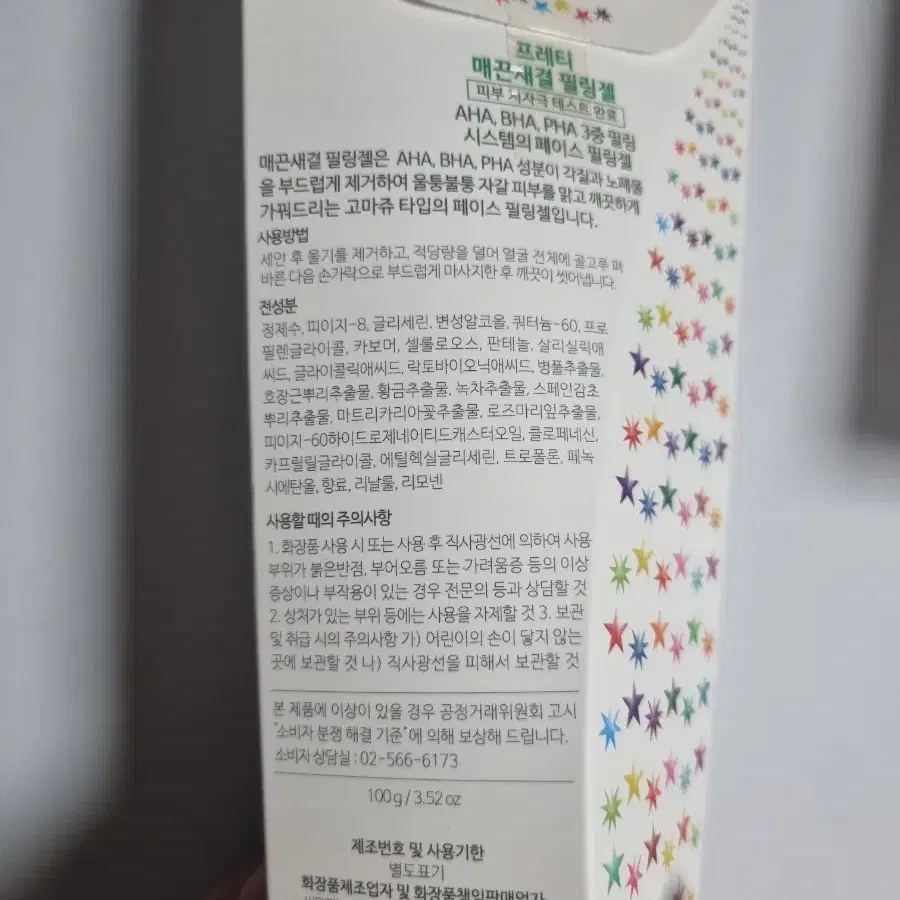 프레티
매끈새결 필링젤
피부 저자극 테스트 완료
AHA, BHA, PHA 3중 필링
시스템의 페이스 필링젤
매끈새결 필링젤은 AHA, BHA, PHA 성분이 각질과 노폐물
을 부드럽게 제거하여 울퉁불퉁 자갈 피부를 맑고 깨끗하게
가꿔드리는 고마쥬 타입의 페이스 필링젤입니다.
사용방법
세안 후 물기를 제거하고, 적당량을 덜어 얼굴 전체에 골고루 펴
바른 다음 손가락으로 부드럽게 마사지한 후 깨끗이 씻어냅니다.
전성분
정제수, 피이지-8, 글리세린, 변성알코올, 쿼터늄-60, 프로
필렌글라이콜, 카보머, 셀룰로오스, 판테놀, 살리실릭애
씨드, 글라이콜릭애씨드, 락토바이오닉애씨드, 병풀추출물,
호장근뿌리추출물, 황금추출물, 녹차추출물, 스페인감초
뿌리추출물, 마트리카리아꽃추출물, 로즈마리잎추출물,
피이지-60하이드로제네이티드캐스터오일, 클로페네신,
카프릴릴글라이콜, 에틸헥실글리세린, 트로폴론, 페녹
시에탄올, 향료, 리날룰, 리모넨
사용할 때의 주의사항
1. 화장품 사용 시 또는 사용 후 직사광선에 의하여 사용
부위가 붉은반점, 부어오름 또는 가려움증 등의 이상
증상이나 부작용이 있는 경우 전문의 등과 상담할 것
2. 상처가 있는 부위 등에는 사용을 자제할 것 3. 보관
및 취급 시의 주의사항 가) 어린이의 손이 닿지 않는
곳에 보관할 것 나) 직사광선을 피해서 보관할 것
본 제품에 이상이 있을 경우 공정거래위원회 고시
"소비자 분쟁 해결 기준"에 의해 보상해 드립니다.
소비자 상담실 : 02-566-6173
100g / 3.52 oz
제조번호 및 사용기한
별도표기
화장품제조업자 및 화장품책임판매업자